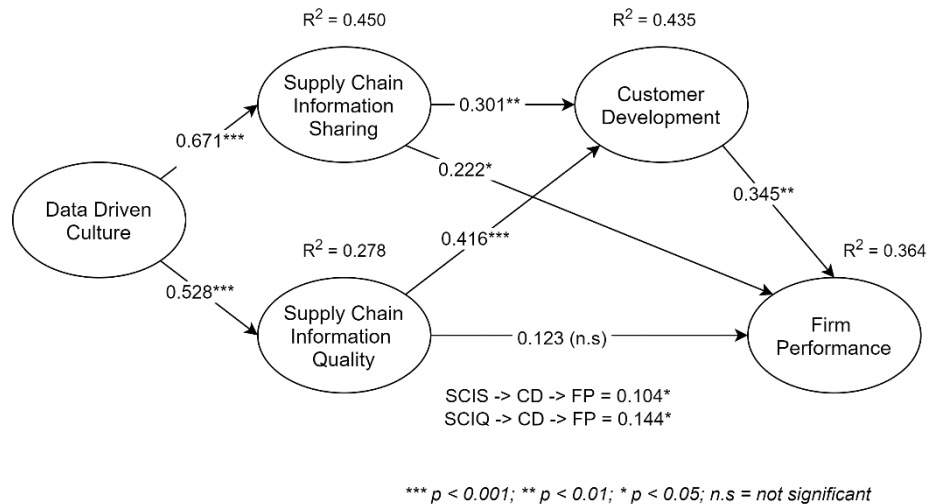 R² = 0.450
R² = 0.435
Supply Chain
Information
Sharing
Customer
Development
0.301**
0.671***
0.222*
0.345**
Data Driven
Culture
0.416***
R² = 0.278
R² = 0.364
0.528***
Supply Chain
Information
Quality
0.123 (n.s)
Firm
Performance
SCIS -> CD -> FP = 0.104*
SCIQ -> CD -> FP = 0.144*
*** p < 0.001; ** p < 0.01; * p < 0.05; n.s = not significant